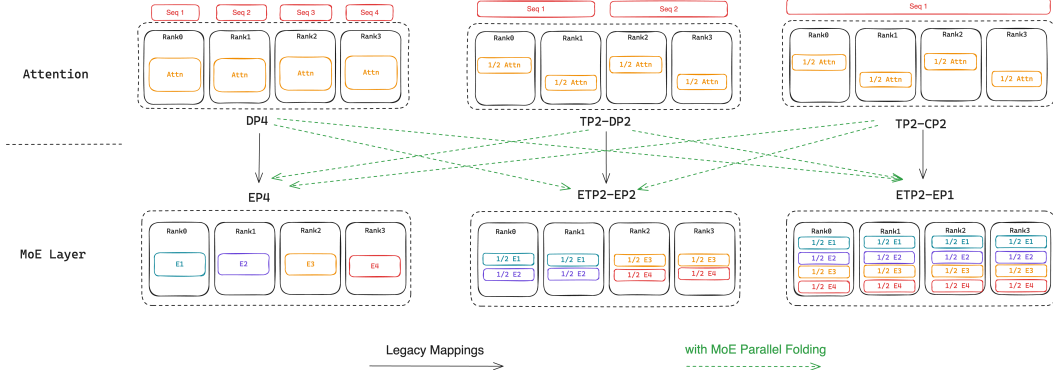 Seq 1 Seq 2 Seq 3 Seq 4
Seq 1 Seq 2
Seq 1
Attention
Rank0 Rank1 Rank2 Rank3
Attn Attn Attn Attn
DP4
Rank0 Rank1 Rank2 Rank3
1/2 Attn 1/2 Attn 1/2 Attn 1/2 Attn
TP2-DP2
Rank0 Rank1 Rank2 Rank3
1/2 Attn 1/2 Attn 1/2 Attn 1/2 Attn
TP2-CP2
MoE Layer
EP4
Rank0 Rank1 Rank2 Rank3
E1 E2 E3 E4
ETP2-EP2
Rank0 Rank1 Rank2 Rank3
1/2 E1 1/2 E1 1/2 E3 1/2 E3
1/2 E2 1/2 E2 1/2 E4 1/2 E4
ETP2-EP1
Rank0 Rank1 Rank2 Rank3
1/2 E1 1/2 E1 1/2 E1 1/2 E1
1/2 E2 1/2 E2 1/2 E2 1/2 E2
1/2 E3 1/2 E3 1/2 E3 1/2 E3
1/2 E4 1/2 E4 1/2 E4 1/2 E4
Legacy Mappings
with MoE Parallel Folding